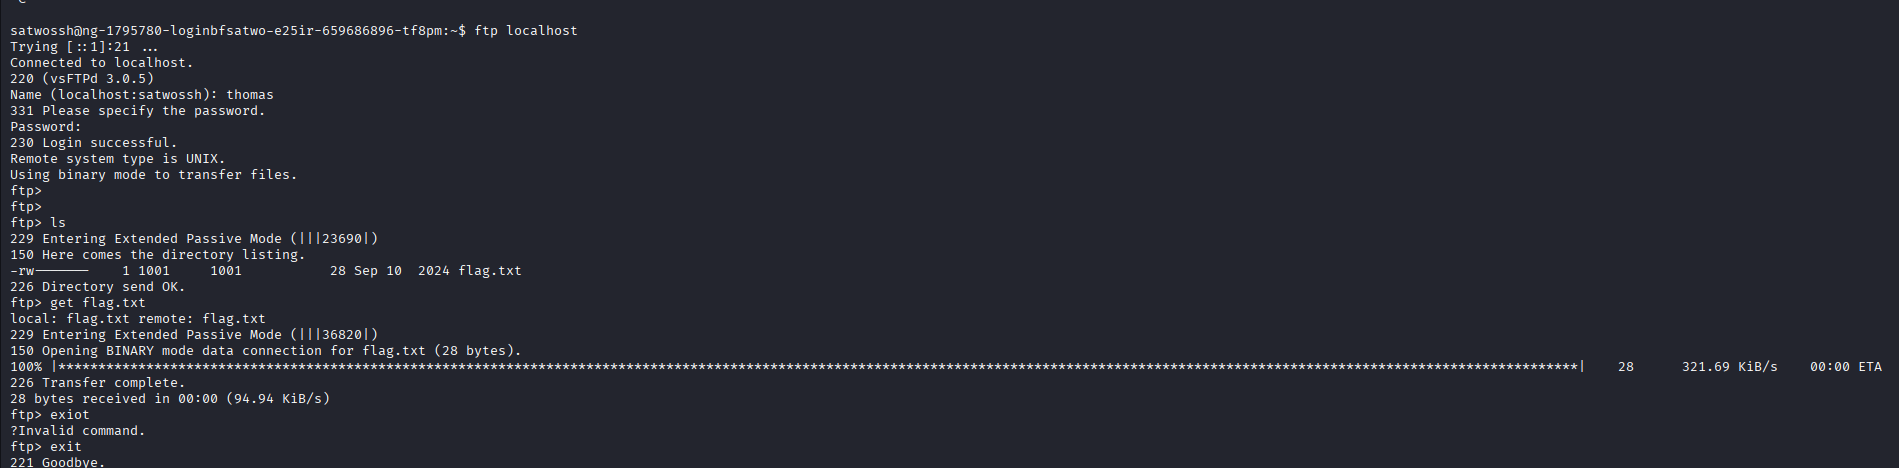 satwossh@ng-1795780-loginbfsatwo-e25ir-659686896-tf8pm:~$ ftp localhost
Trying [::1]:21 ...
Connected to localhost.
220 (vsFTPd 3.0.5)
Name (localhost:satwossh): thomas
331 Please specify the password.
Password:
230 Login successful.
Remote system type is UNIX.
Using binary mode to transfer files.
ftp>
ftp>
ftp> ls
229 Entering Extended Passive Mode (|||23690|)
150 Here comes the directory listing.
-rw-------    1 1001     1001           28 Sep 10  2024 flag.txt
226 Directory send OK.
ftp> get flag.txt
local: flag.txt remote: flag.txt
229 Entering Extended Passive Mode (|||36820|)
150 Opening BINARY mode data connection for flag.txt (28 bytes).
100% |**********************************************************************************************************************************************************************************************| 28 321.69 KiB/s 00:00 ETA
226 Transfer complete.
28 bytes received in 00:00 (94.94 KiB/s)
ftp> exiot
?Invalid command.
ftp> exit
221 Goodbye.